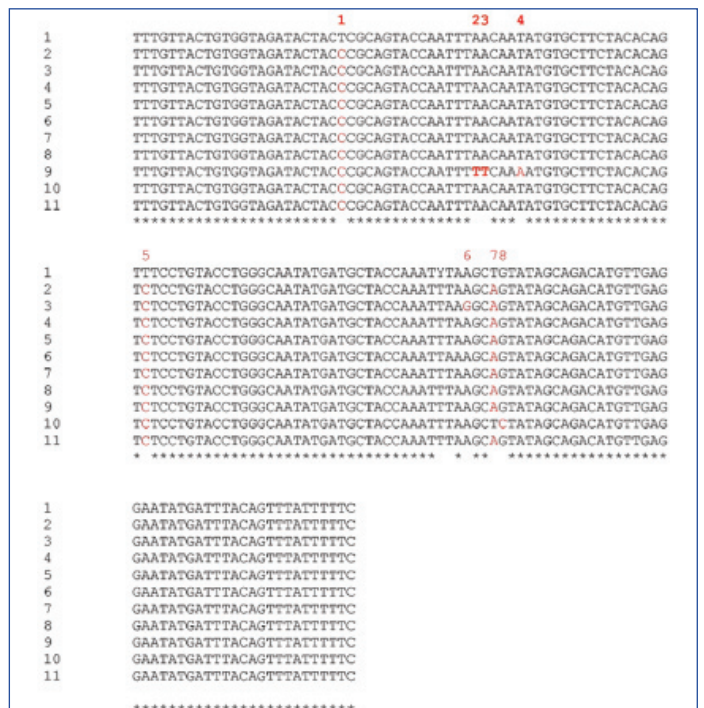 1 23 4
1 TTTGTTACTGTGGTAGATACTACTCGCAGTACCAATTTAACAATATGTGCTTCTACACAG
2 TTTGTTACTGTGGTAGATACTACCCGCAGTACCAATTTAACAATATGTGCTTCTACACAG
3 TTTGTTACTGTGGTAGATACTACCCGCAGTACCAATTTAACAATATGTGCTTCTACACAG
4 TTTGTTACTGTGGTAGATACTACCCGCAGTACCAATTTAACAATATGTGCTTCTACACAG
5 TTTGTTACTGTGGTAGATACTACCCGCAGTACCAATTTAACAATATGTGCTTCTACACAG
6 TTTGTTACTGTGGTAGATACTACCCGCAGTACCAATTTAACAATATGTGCTTCTACACAG
7 TTTGTTACTGTGGTAGATACTACCCGCAGTACCAATTTAACAATATGTGCTTCTACACAG
8 TTTGTTACTGTGGTAGATACTACCCGCAGTACCAATTTAACAATATGTGCTTCTACACAG
9 TTTGTTACTGTGGTAGATACTACCCGCAGTACCAATTTTTCAAAATGTGCTTCTACACAG
10 TTTGTTACTGTGGTAGATACTACCCGCAGTACCAATTTAACAATATGTGCTTCTACACAG
11 TTTGTTACTGTGGTAGATACTACCCGCAGTACCAATTTAACAATATGTGCTTCTACACAG
*********************** **************  *** ****************
5 6 78
1 TTTCCTGTACCTGGGCAATATGATGCTACCAAATYTAAGCTGTATAGCAGACATGTTGAG
2 TCTCCTGTACCTGGGCAATATGATGCTACCAAATTTAAGCAGTATAGCAGACATGTTGAG
3 TCTCCTGTACCTGGGCAATATGATGCTACCAAATTAAGGCAGTATAGCAGACATGTTGAG
4 TCTCCTGTACCTGGGCAATATGATGCTACCAAATTTAAGCAGTATAGCAGACATGTTGAG
5 TCTCCTGTACCTGGGCAATATGATGCTACCAAATTTAAGCAGTATAGCAGACATGTTGAG
6 TCTCCTGTACCTGGGCAATATGATGCTACCAAATTAAAGCAGTATAGCAGACATGTTGAG
7 TCTCCTGTACCTGGGCAATATGATGCTACCAAATTTAAGCAGTATAGCAGACATGTTGAG
8 TCTCCTGTACCTGGGCAATATGATGCTACCAAATTTAAGCAGTATAGCAGACATGTTGAG
9 TCTCCTGTACCTGGGCAATATGATGCTACCAAATTTAAGCAGTATAGCAGACATGTTGAG
10 TCTCCTGTACCTGGGCAATATGATGCTACCAAATTTAAGCTCTATAGCAGACATGTTGAG
11 TCTCCTGTACCTGGGCAATATGATGCTACCAAATTTAAGCAGTATAGCAGACATGTTGAG
* ********************************  * **  ******************
1 GAATATGATTTACAGTTTATTTTTC
2 GAATATGATTTACAGTTTATTTTTC
3 GAATATGATTTACAGTTTATTTTTC
4 GAATATGATTTACAGTTTATTTTTC
5 GAATATGATTTACAGTTTATTTTTC
6 GAATATGATTTACAGTTTATTTTTC
7 GAATATGATTTACAGTTTATTTTTC
8 GAATATGATTTACAGTTTATTTTTC
9 GAATATGATTTACAGTTTATTTTTC
10 GAATATGATTTACAGTTTATTTTTC
11 GAATATGATTTACAGTTTATTTTTC
*************************